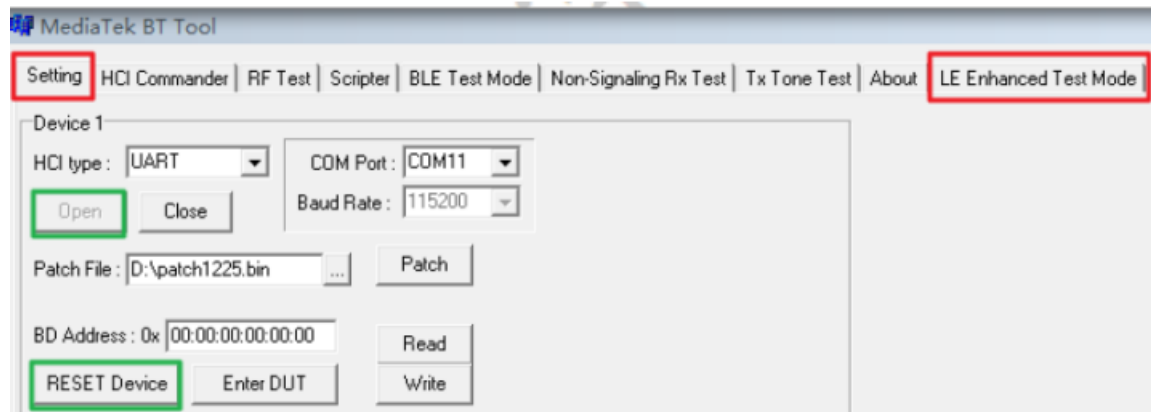 MediaTek BT Tool
Setting HCI Commander RF Test Scripter BLE Test Mode Non-Signaling Rx Test Tx Tone Test About LE Enhanced Test Mode
Device 1
HCI type : UART COM Port : COM11
Open Close Baud Rate : 115200
Patch File : D:\patch1225.bin ... Patch
BD Address : 0x 00:00:00:00:00:00 Read
RESET Device Enter DUT Write